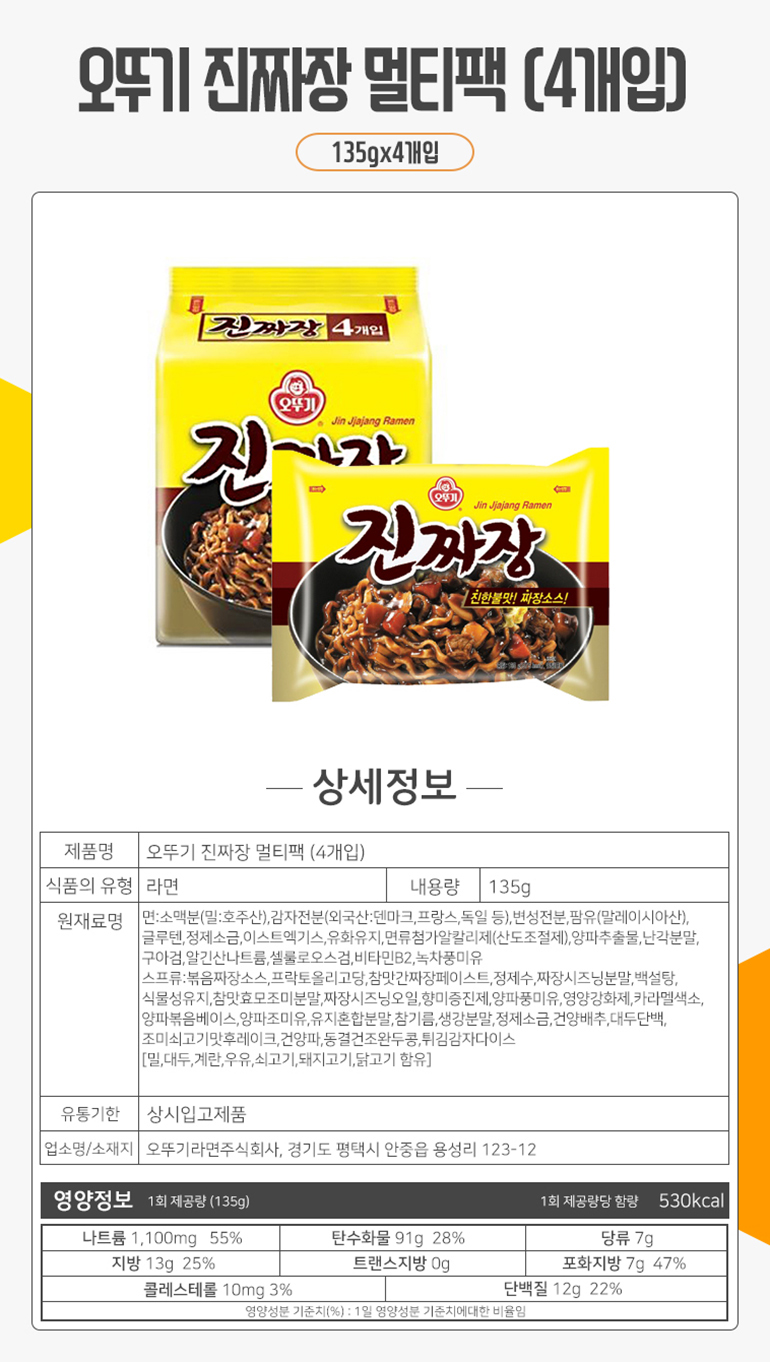 오뚜기 진짜장 멀티팩 (4개입)
135gx4개입
진짜장 4개입
오뚜기
Jin Jjajang Ramen
진짜장
오뚜기
Jin Jjajang Ramen
진짜장
진한불맛! 짜장소스!
상세정보
제품명 오뚜기 진짜장 멀티팩 (4개입)
식품의 유형 라면 내용량 135g
원재료명 면:소맥분(밀:호주산),감자전분(외국산:덴마크,프랑스,독일 등),변성전분,팜유(말레이시아산),
글루텐,정제소금,이스트엑기스,유화유지,면류첨가알칼리제(산도조절제),양파추출물,난각분말,
구아검,알긴산나트륨,셀룰로오스검,비타민B2,녹차풍미유
스프류:볶음짜장소스,프락토올리고당,참맛간짜장페이스트,정제수,짜장시즈닝분말,백설탕,
식물성유지,참맛효모조미분말,짜장시즈닝오일,향미증진제,양파풍미유,영양강화제,카라멜색소,
양파볶음베이스,양파조미유,유지혼합분말,참기름,생강분말,정제소금,건양배추,대두단백,
조미쇠고기맛후레이크,건양파,동결건조완두콩,튀김감자다이스
[밀,대두,계란,우유,쇠고기,돼지고기,닭고기 함유]
유통기한 상시입고제품
업소명/소재지 오뚜기라면주식회사, 경기도 평택시 안중읍 용성리 123-12
영양정보 1회 제공량 (135g) 1회 제공량당 함량 530kcal
나트륨 1,100mg 55% 탄수화물 91g 28% 당류 7g
지방 13g 25% 트랜스지방 0g 포화지방 7g 47%
콜레스테롤 10mg 3% 단백질 12g 22%
영양성분 기준치(%) : 1일 영양성분 기준치에대한 비율임